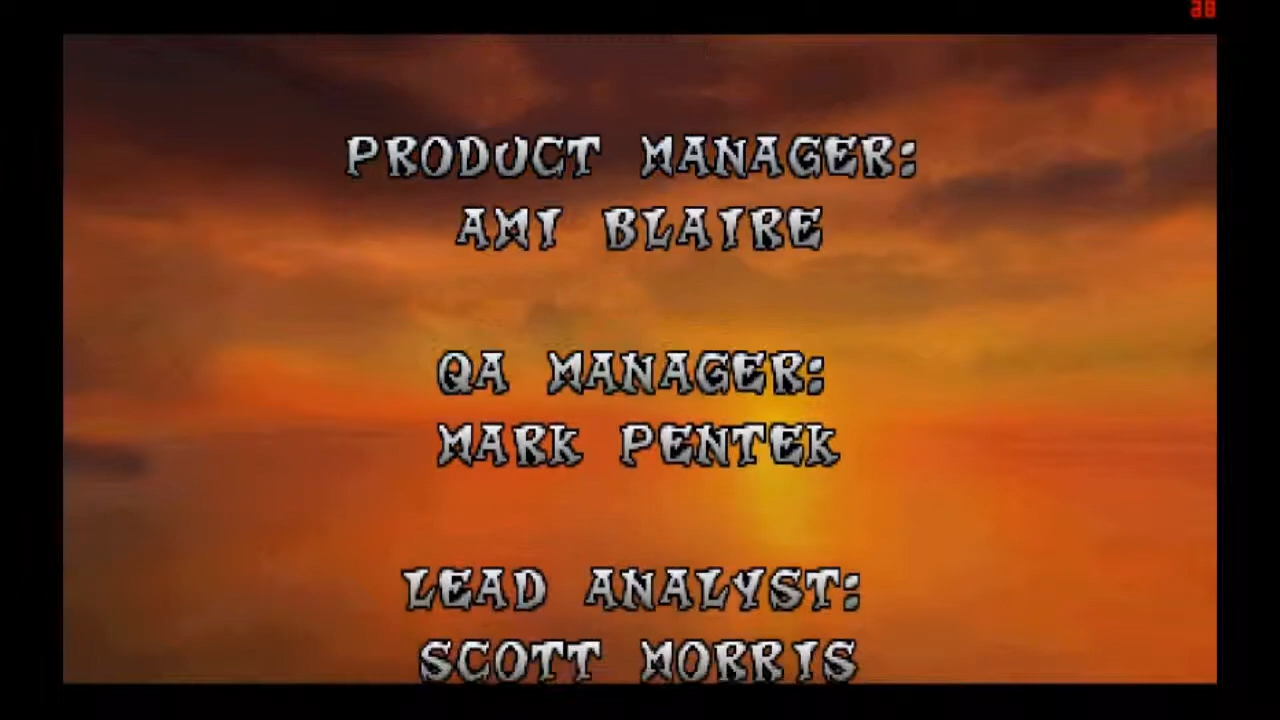 PRODUCT MANAGER:
AMI BLAIRE
QA MANAGER:
MARK PENTEK
LEAD ANALYST:
SCOTT MORRIS